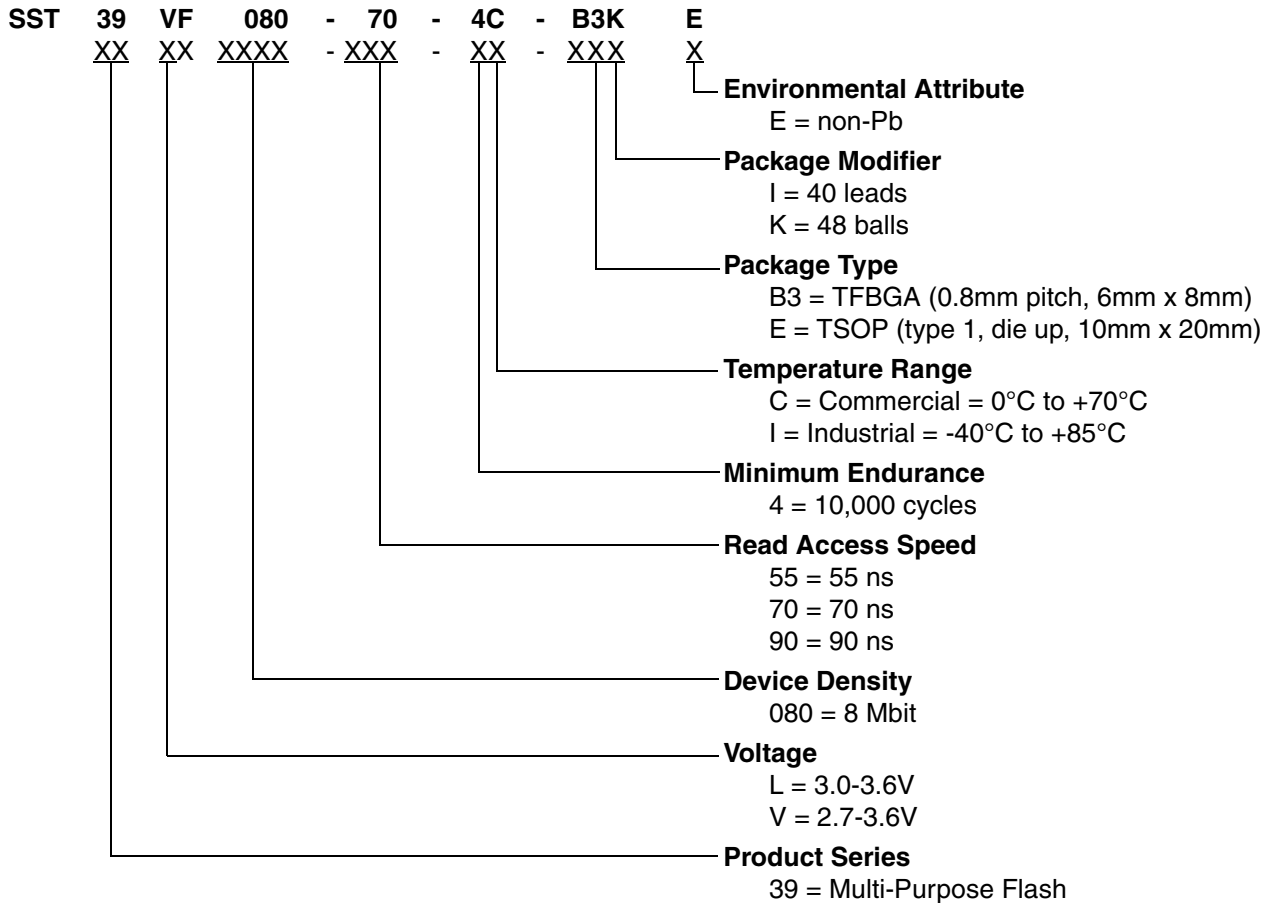 SST 39 VF 080 - 70 - 4C - B3K E
XX XX XXXX - XXX - XX - XXX X
Environmental Attribute
E = non-Pb
Package Modifier
I = 40 leads
K = 48 balls
Package Type
B3 = TFBGA (0.8mm pitch, 6mm x 8mm)
E = TSOP (type 1, die up, 10mm x 20mm)
Temperature Range
C = Commercial = 0°C to +70°C
I = Industrial = -40°C to +85°C
Minimum Endurance
4 = 10,000 cycles
Read Access Speed
55 = 55 ns
70 = 70 ns
90 = 90 ns
Device Density
080 = 8 Mbit
Voltage
L = 3.0-3.6V
V = 2.7-3.6V
Product Series
39 = Multi-Purpose Flash